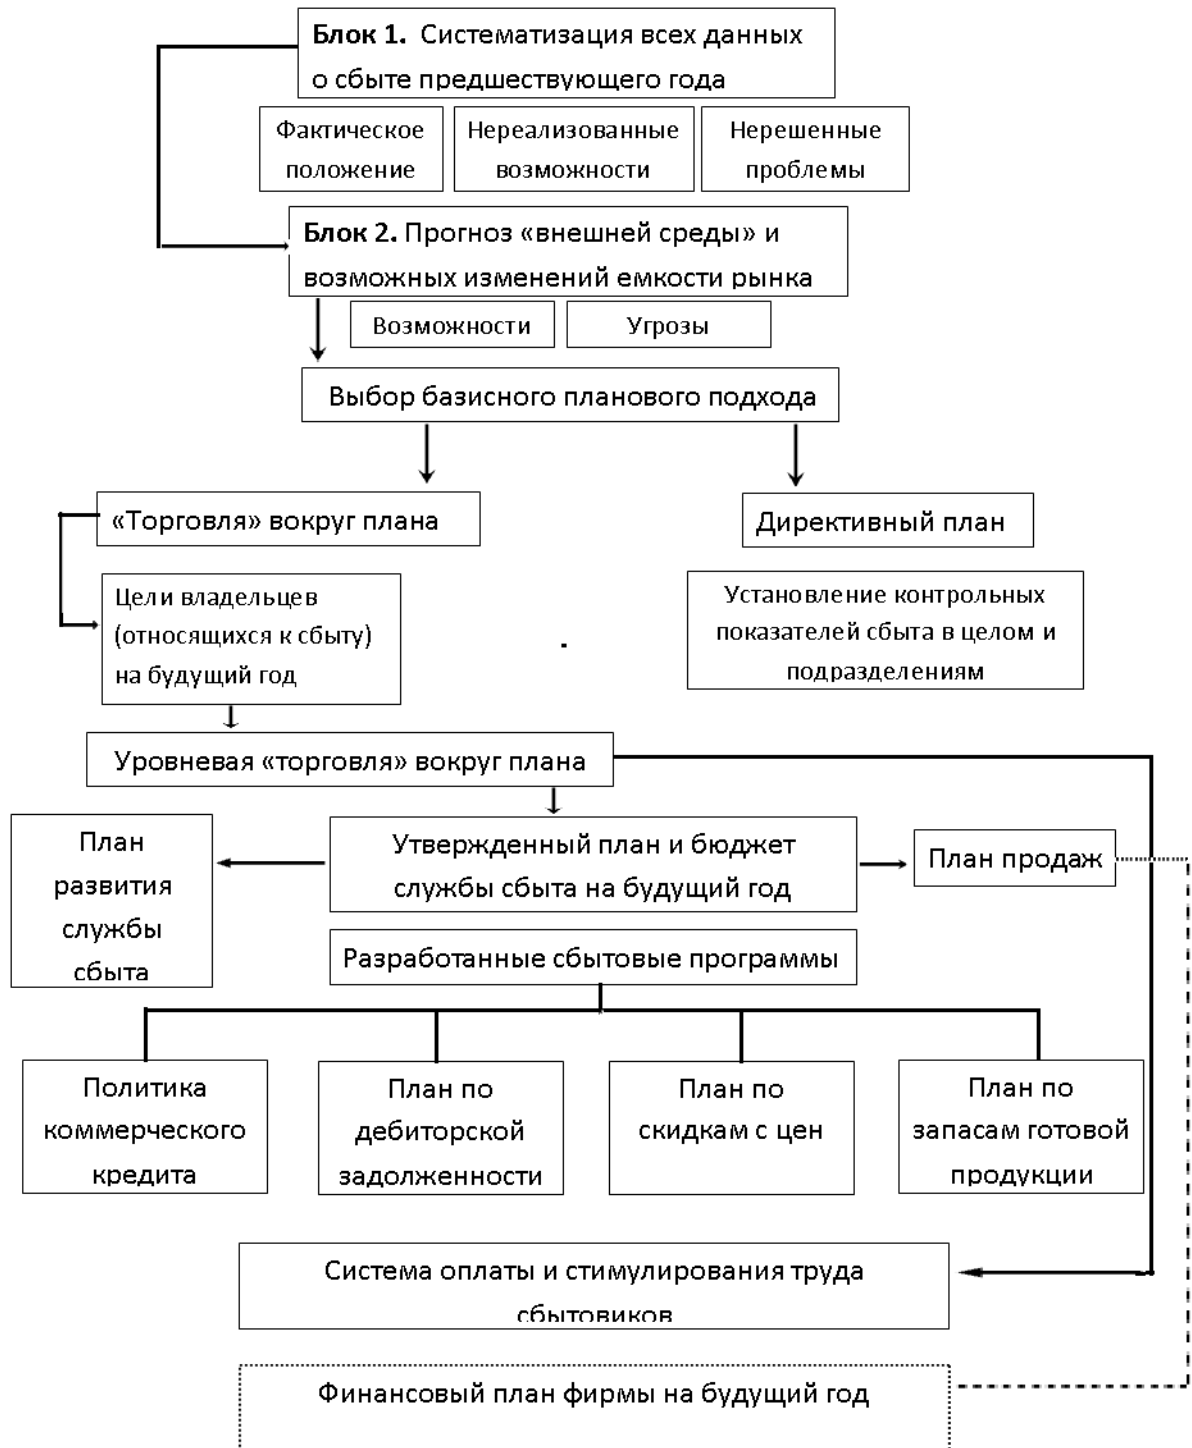 Блок 1. Систематизация всех данных
о сбыте предшествующего года
Фактическое
положение
Нереализованные
возможности
Нерешенные
проблемы
Блок 2. Прогноз «внешней среды» и
возможных изменений емкости рынка
Возможности
Угрозы
Выбор базисного планового подхода
«Торговля» вокруг плана
Директивный план
Цели владельцев
(относящихся к сбыту)
на будущий год
Установление контрольных
показателей сбыта в целом и
подразделениям
Уровневая «торговля» вокруг плана
План
развития
службы
сбыта
Утвержденный план и бюджет
службы сбыта на будущий год
План продаж
Разработанные сбытовые программы
Политика
коммерческого
кредита
План по
дебиторской
задолженности
План по
скидкам с цен
План по
запасам готовой
продукции
Система оплаты и стимулирования труда
сбытовиков
Финансовый план фирмы на будущий год